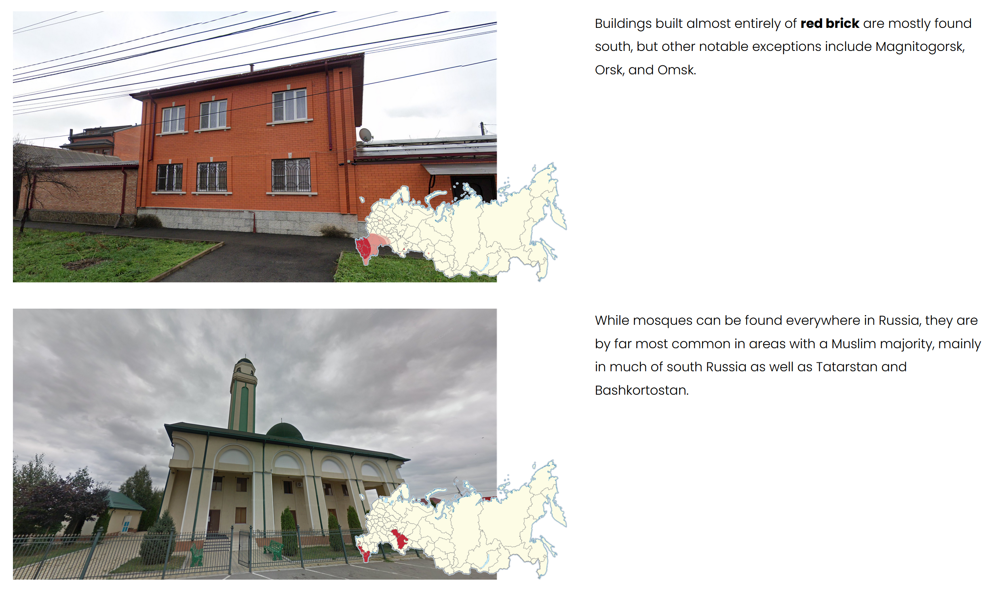 Buildings built almost entirely of red brick are mostly found
south, but other notable exceptions include Magnitogorsk,
Orsk, and Omsk.
While mosques can be found everywhere in Russia, they are
by far most common in areas with a Muslim majority, mainly
in much of south Russia as well as Tatarstan and
Bashkortostan.